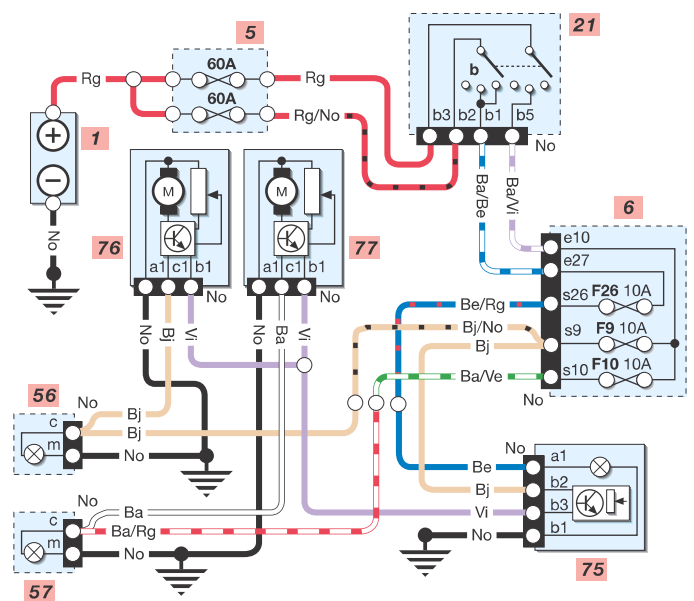 5
21
60A
Rg
Rg
60A
Rg/No
b
b3 b2 b1 b5
No
1
No
76
M
77
M
a1 c1 b1
a1 c1 b1
No
No
Ba/Be
Ba/Vi
6
e10
e27
s26 F26 10A
s9 F9 10A
s10 F10 10A
No
Be/Rg
Bj/No
Bj
Ba/Ve
No
Bj
Vi
No
Ba
Vi
56
No
c
m
Bj
Bj
No
57
No
c
m
Ba
Ba/Rg
No
No
a1
b2
b3
b1
Be
Bj
Vi
No
75